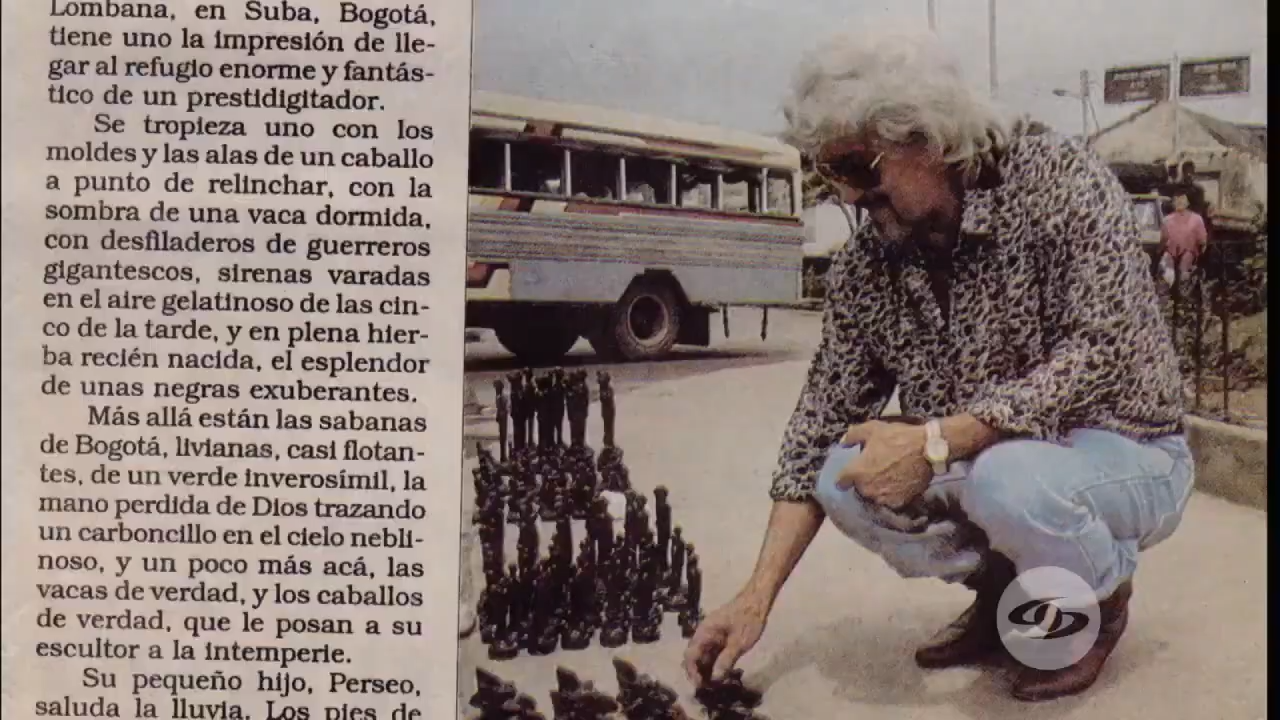 Lombana, en Suba, Bogotá,
tiene uno la impresión de lle-
gar al refugio enorme y fantás-
tico de un prestidigitador.
Se tropieza uno con los
moldes y las alas de un caballo
a punto de relinchar, con la
sombra de una vaca dormida,
con desfiladeros de guerreros
gigantescos, sirenas varadas
en el aire gelatinoso de las cin-
co de la tarde, y en plena hier-
ba recién nacida, el esplendor
de unas negras exuberantes.
Más allá están las sabanas
de Bogotá, livianas, casi flotan-
tes, de un verde inverosímil, la
mano perdida de Dios trazando
un carboncillo en el cielo nebli-
noso, y un poco más acá, las
vacas de verdad, y los caballos
de verdad, que le posan a su
escultor a la intemperie.
Su pequeño hijo, Perseo,
saluda la lluvia. Los pies de